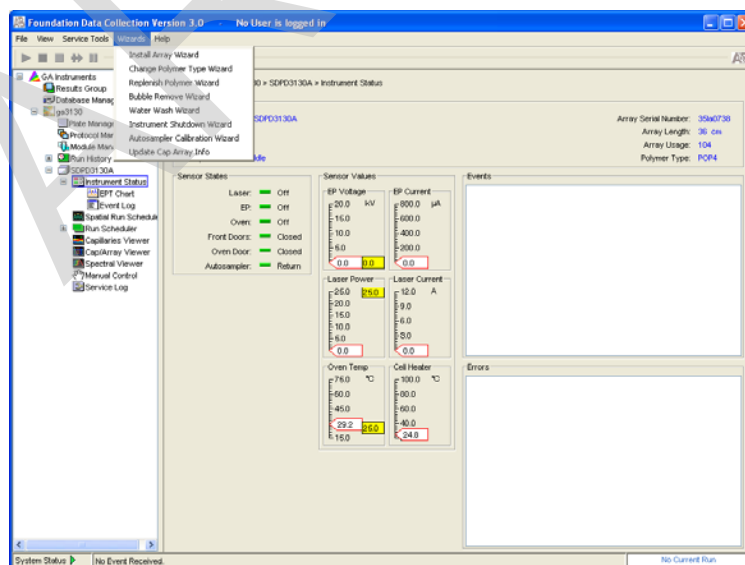 Foundation Data Collection Version 3.0 - No User is logged in
File View Service Tools Wizards Help
Install Array Wizard
Change Polymer Type Wizard
Replenish Polymer Wizard
Bubble Remove Wizard
Water Wash Wizard
Instrument Shutdown Wizard
Autosampler Calibration Wizard
Update Cap Array Info
GA Instruments
Results Group
Database Manag
ga3130
Plate Manage
Protocol Man
Module Man
Run History
SDPD3130A
Instrument Status
EPT Chart
Event Log
Spatial Run Schedule
Run Scheduler
Capillaries Viewer
Cap/Array Viewer
Spectral Viewer
Manual Control
Service Log
> SDPD3130A > Instrument Status
SDPD3130A
Array Serial Number:
Array Length: 36 cm
Array Usage: 104
Polymer Type: POP4
Sensor States
Laser: Off
EP: Off
Oven: Off
Front Doors: Closed
Oven Door: Closed
Autosampler: Return
Sensor Values
EP Voltage
20.0 kV
15.0
10.0
5.0
0.0 0.0
EP Current
800.0 µA
600.0
400.0
200.0
0.0
Laser Power
25.0 25.0
20.0
15.0
10.0
5.0
0.0
Laser Current
12.0 A
9.0
6.0
3.0
0.0
Oven Temp
75.0 °C
60.0
45.0
29.2 25.0
15.0
Cell Heater
100.0 °C
80.0
60.0
40.0
24.8
Events
Errors
System Status
No Event Received.
No Current Run